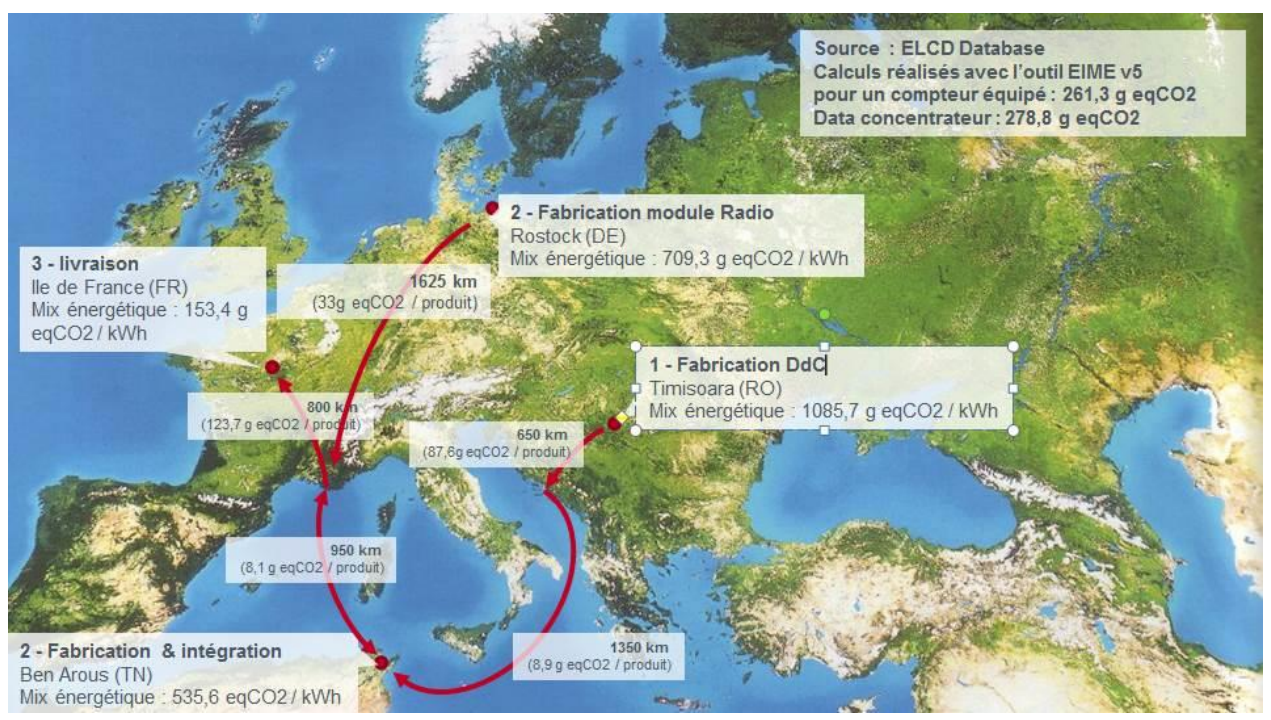 Source : ELCD Database
Calculs réalisés avec l'outil EIME v5
pour un compteur équipé : 261,3 g eqCO2
Data concentrateur : 278,8 g eqCO2
2 - Fabrication module Radio
Rostock (DE)
Mix énergétique : 709,3 g eqCO2 / kWh
3 - livraison
Ile de France (FR)
Mix énergétique : 153,4 g
eqCO2 / kWh
1625 km
(33g eqCO2 / produit)
1 - Fabrication DdC
Timisoara (RO)
Mix énergétique : 1085,7 g eqCO2 / kWh
800 km
(123,7 g eqCO2 / produit)
650 km
(87,6g eqCO2 / produit)
950 km
(8,1 g eqCO2 / produit)
1350 km
(8,9 g eqCO2 / produit)
2 - Fabrication & intégration
Ben Arous (TN)
Mix énergétique : 535,6 eqCO2 / kWh